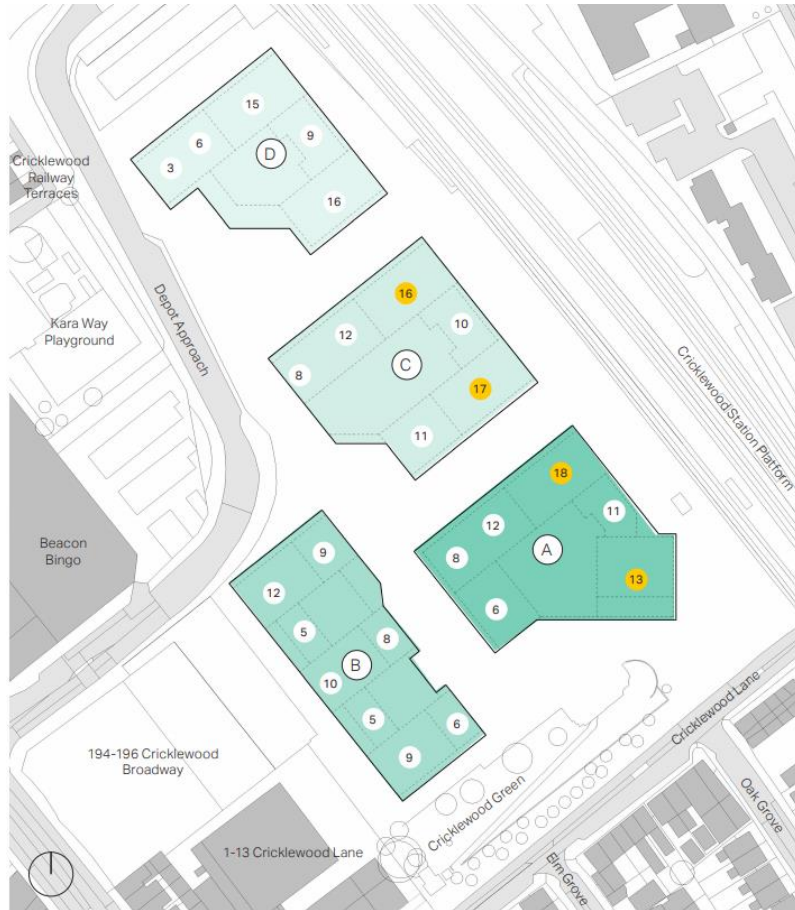 15
6
9
D
3
16
Cricklewood
Railway
Terraces
16
12
10
C
8
17
11
Depot Approach
Kara Way
Playground
Cricklewood Station Platform
18
12
11
8
A
13
6
Beacon
Bingo
9
12
5
8
B
10
5
6
9
194-196 Cricklewood
Broadway
1-13 Cricklewood Lane
Cricklewood Green
Cricklewood Lane
Oak Grove
Elm Grove